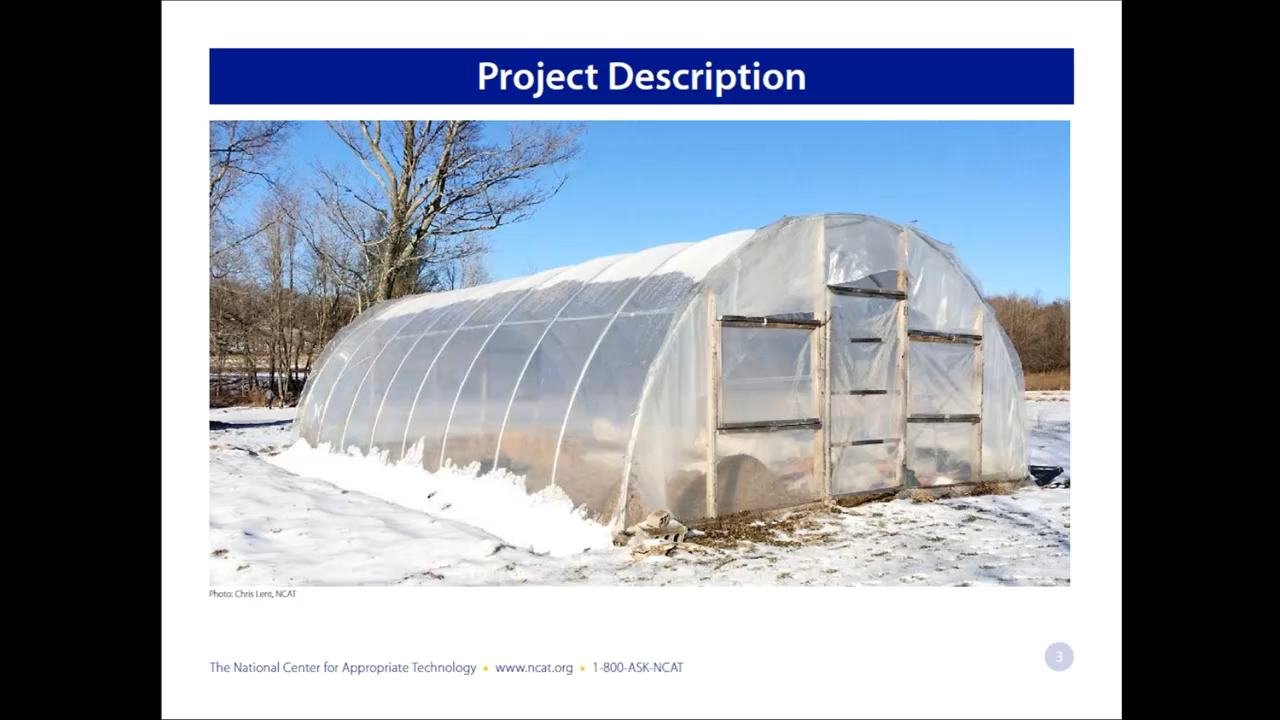 Project Description
Photo: Chris Lent, NCAT
The National Center for Appropriate Technology • www.ncat.org • 1-800-ASK-NCAT
3